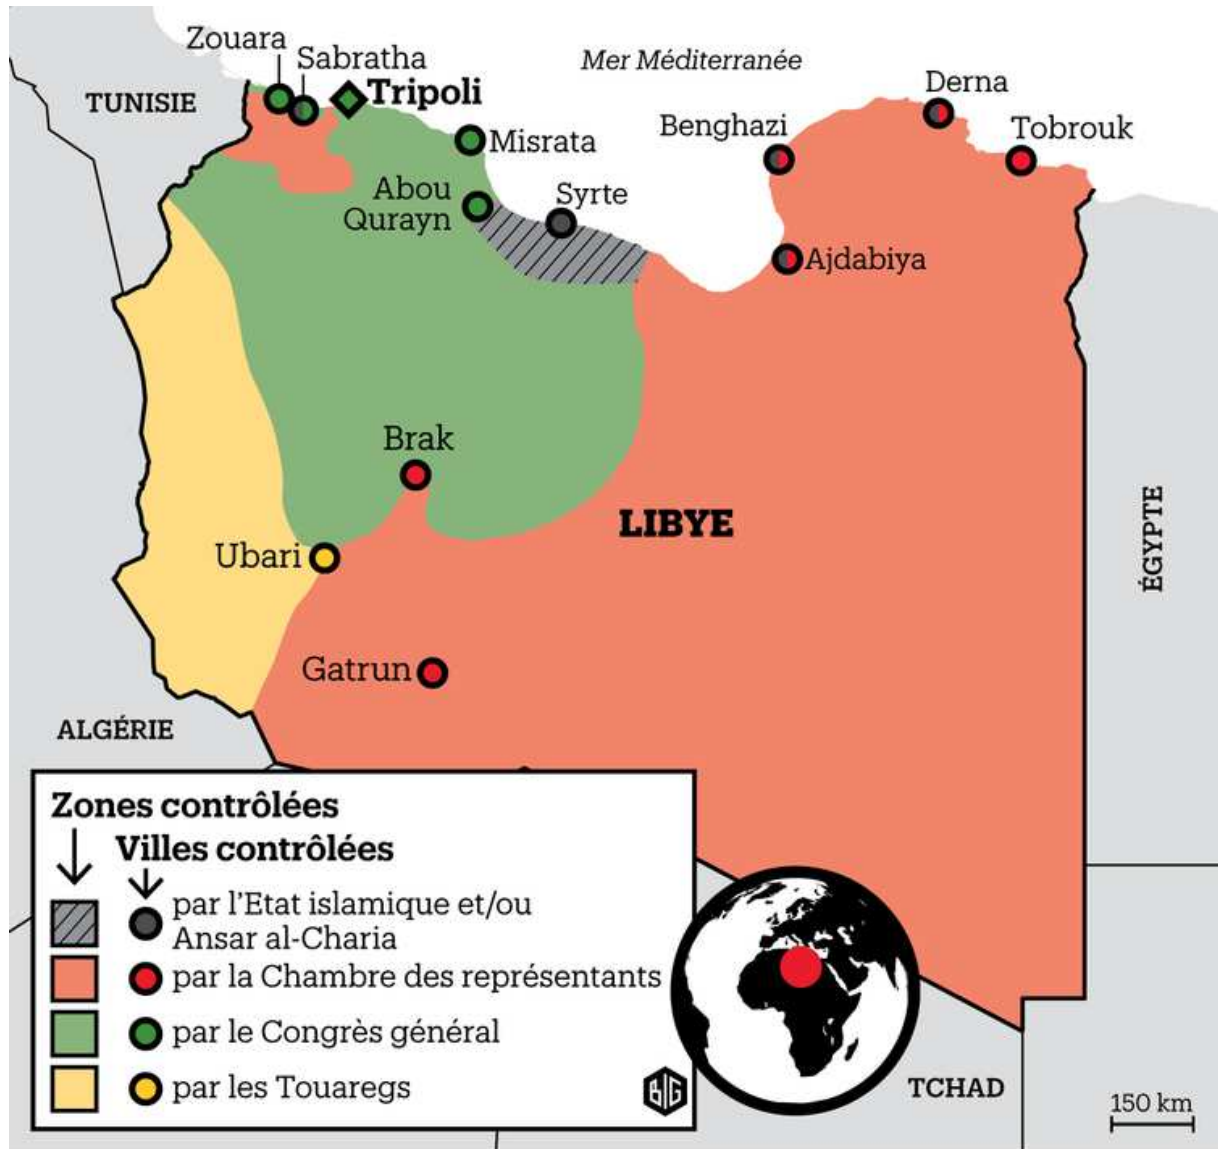 Zouara
Sabratha
Tripoli
Mer Méditerranée
Derna
TUNISIE
Benghazi
Tobrouk
Misrata
Abou
Qurayn
Syrte
Ajdabiya
Brak
LIBYE
ÉGYPTE
Ubari
Gatrun
ALGÉRIE
Zones contrôlées
Villes contrôlées
par l'Etat islamique et/ou
Ansar al-Charia
par la Chambre des représentants
par le Congrès général
par les Touaregs
BIG
TCHAD
150 km